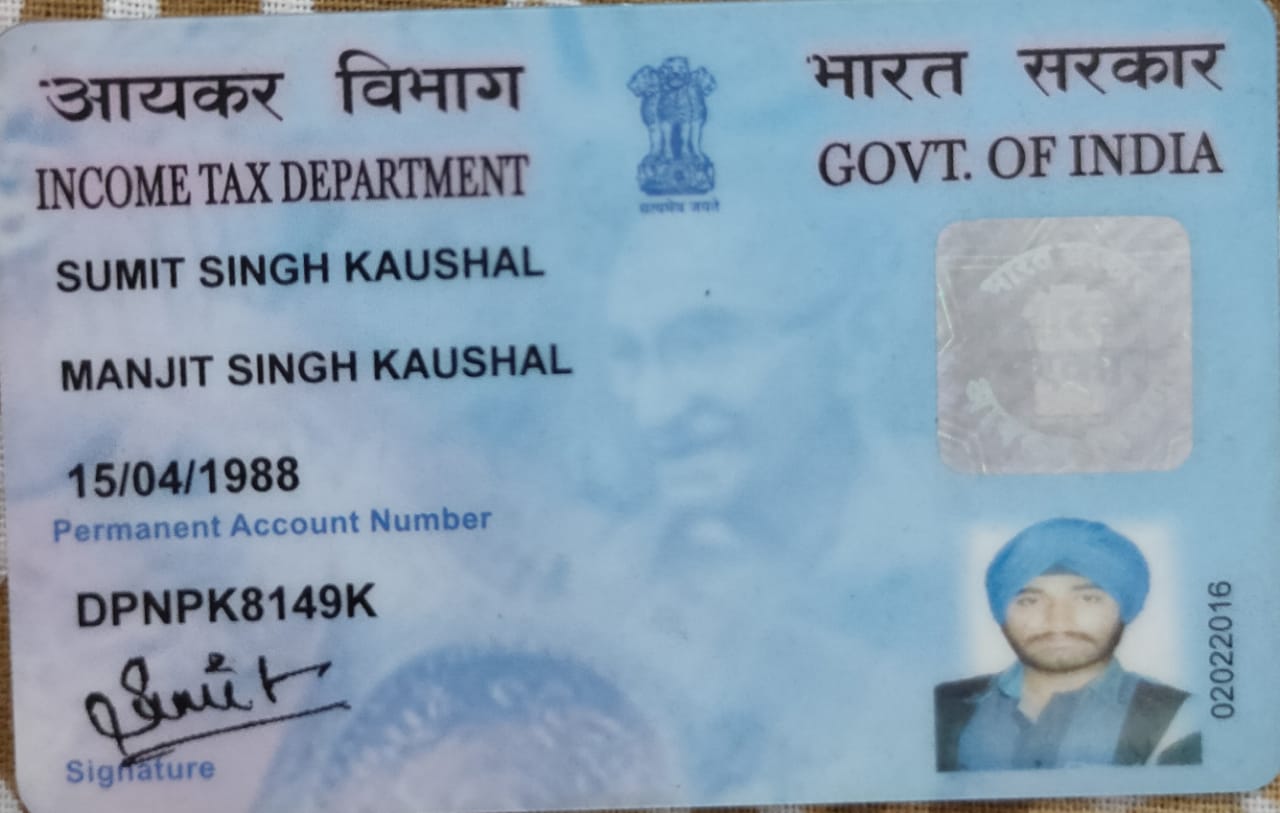 आयकर विभाग
भारत सरकार
INCOME TAX DEPARTMENT
GOVT. OF INDIA
सत्यमेव जयते
SUMIT SINGH KAUSHAL
MANJIT SINGH KAUSHAL
15/04/1988
Permanent Account Number
DPNPK8149K
Sumit
Signature
02022016
भारत